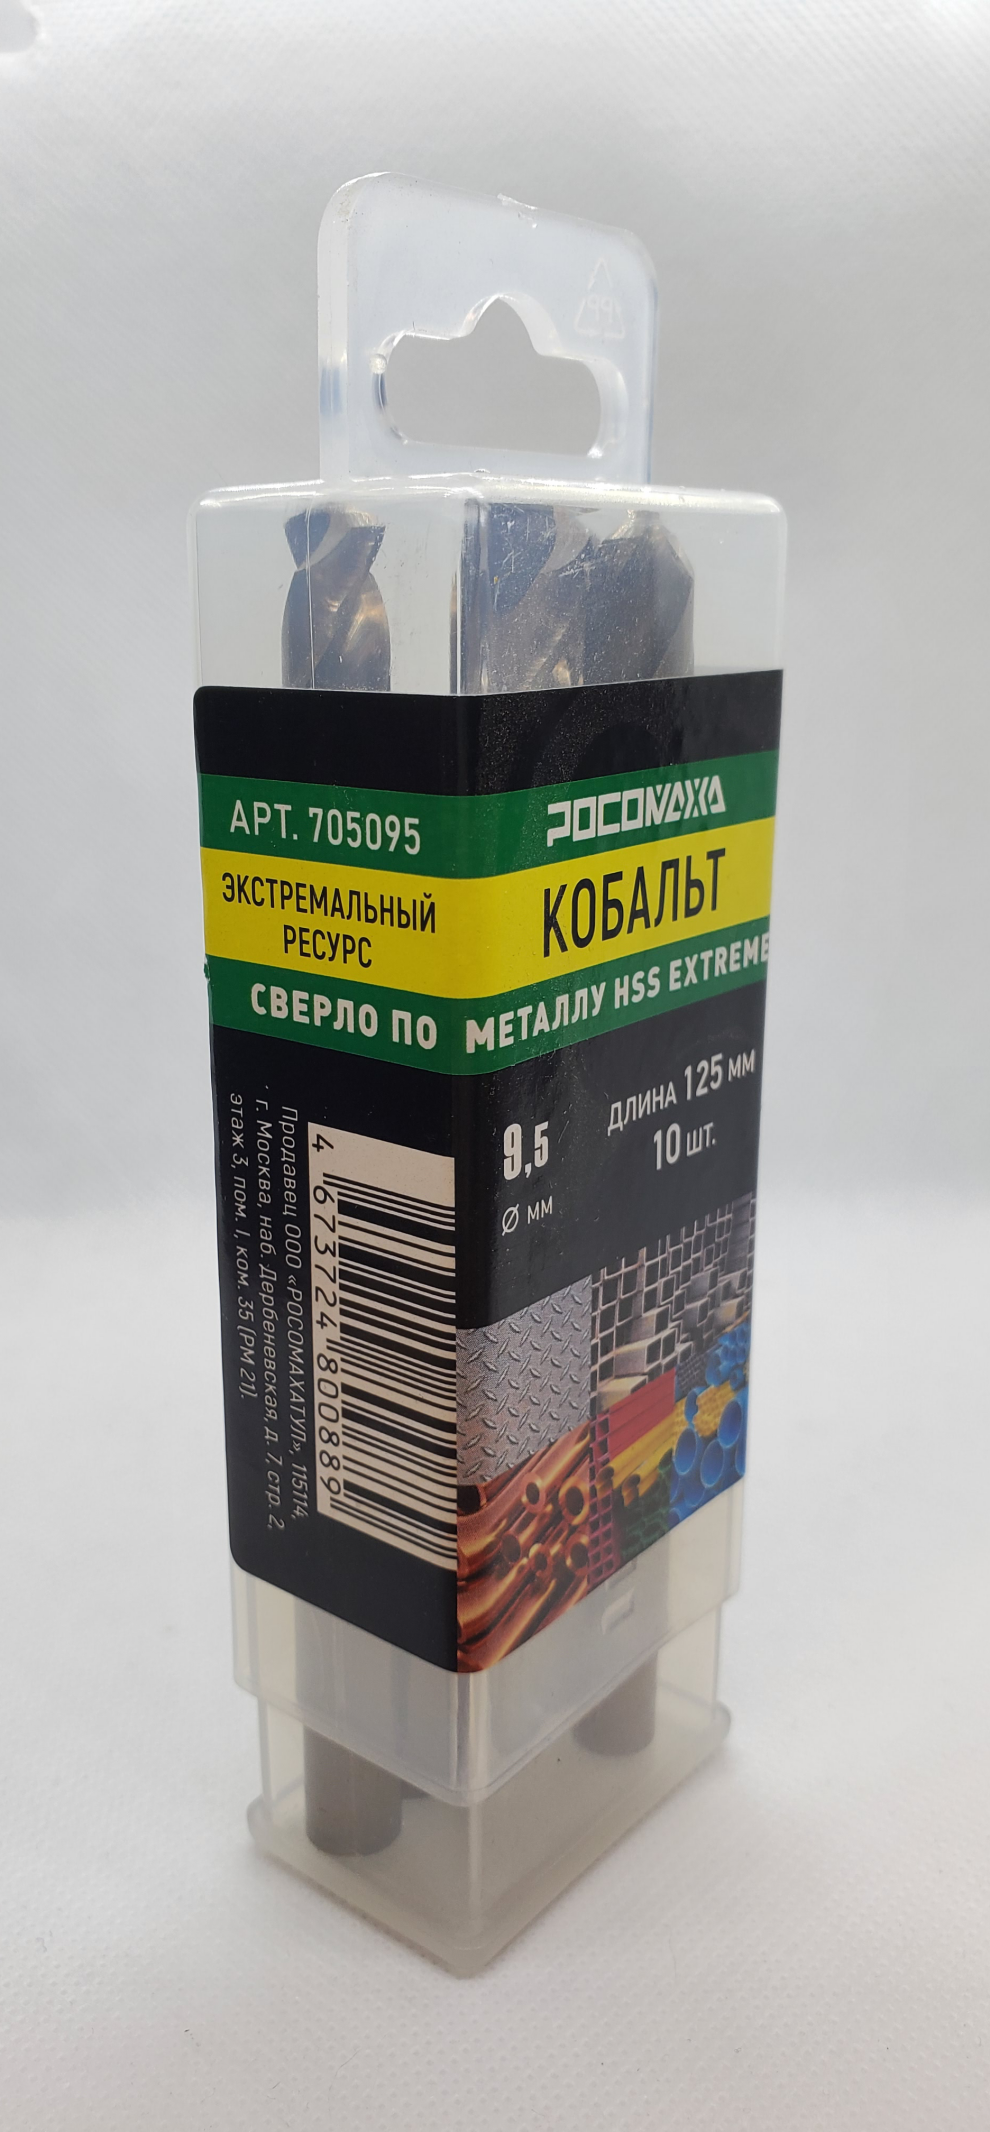 PP
АРТ. 705095
ЭКСТРЕМАЛЬНЫЙ
РЕСУРС
РОСОМАХА
КОБАЛЬТ
СВЕРЛО ПО МЕТАЛЛУ HSS EXTREME
9,5
Ø мм
ДЛИНА 125 мм
10 шт.
4 673724 800889
Продавец ООО «РОСОМАХАТУЛ», 115114,
г. Москва, наб. Дербеневская, д. 7, стр. 2,
этаж 3, пом. I, ком. 35 (РМ 21).